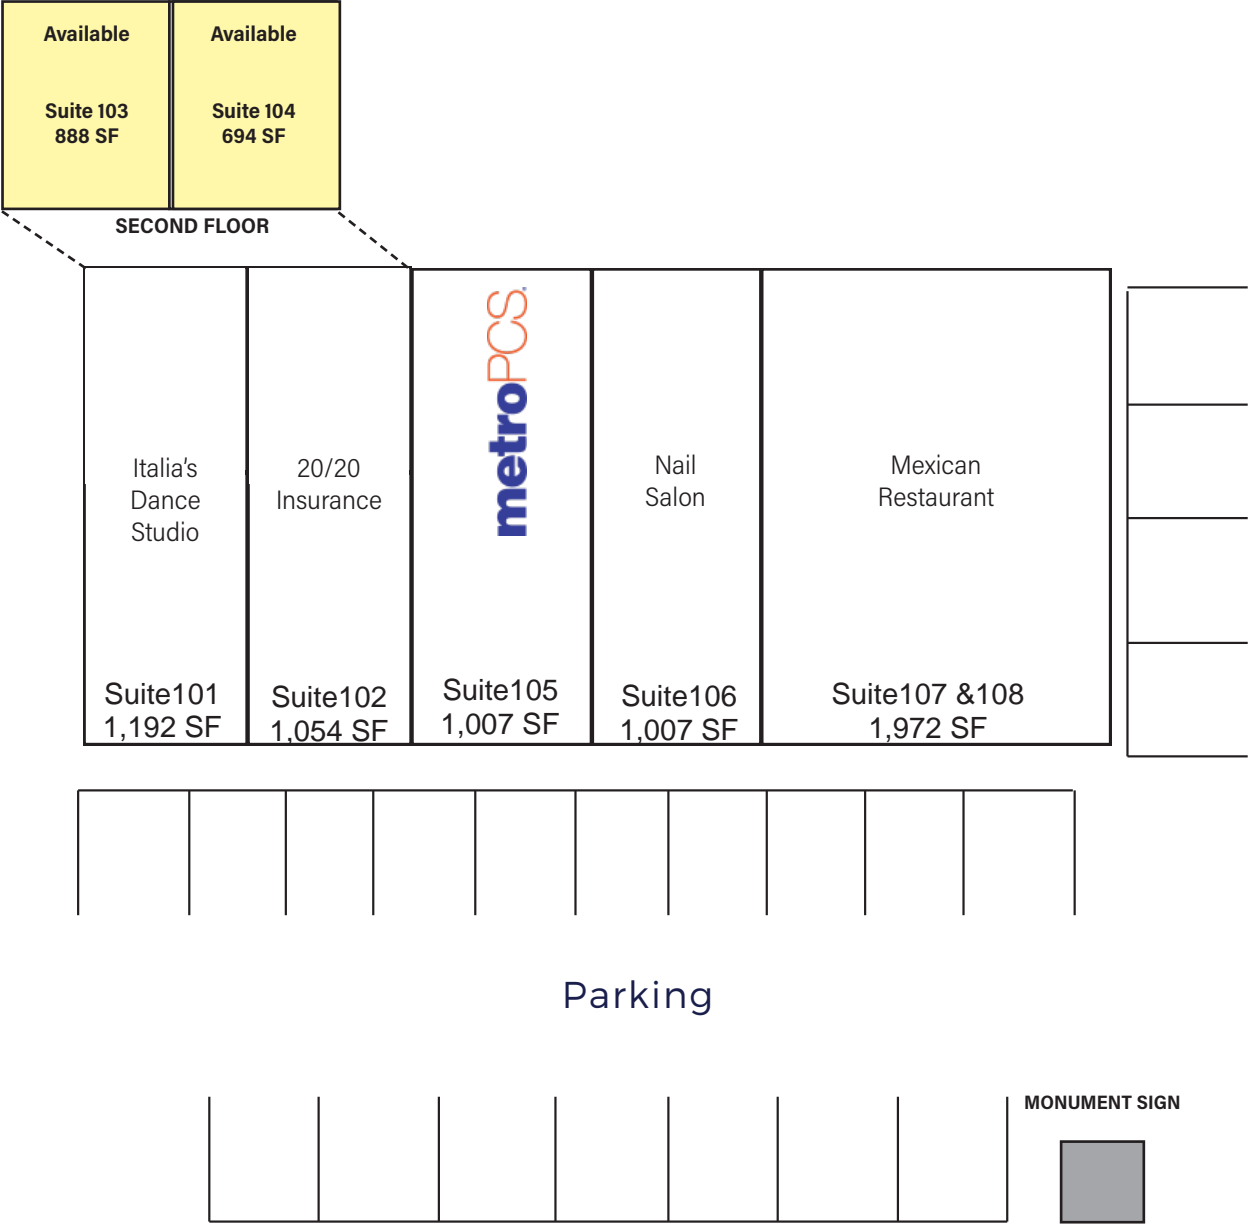 Available
Suite 103
888 SF
Available
Suite 104
694 SF
SECOND FLOOR
Italia's
Dance
Studio
Suite101
1,192 SF
20/20
Insurance
Suite102
1,054 SF
metroPCS.
Suite105
1,007 SF
Nail
Salon
Suite106
1,007 SF
Mexican
Restaurant
Suite107 &108
1,972 SF
Parking
MONUMENT SIGN